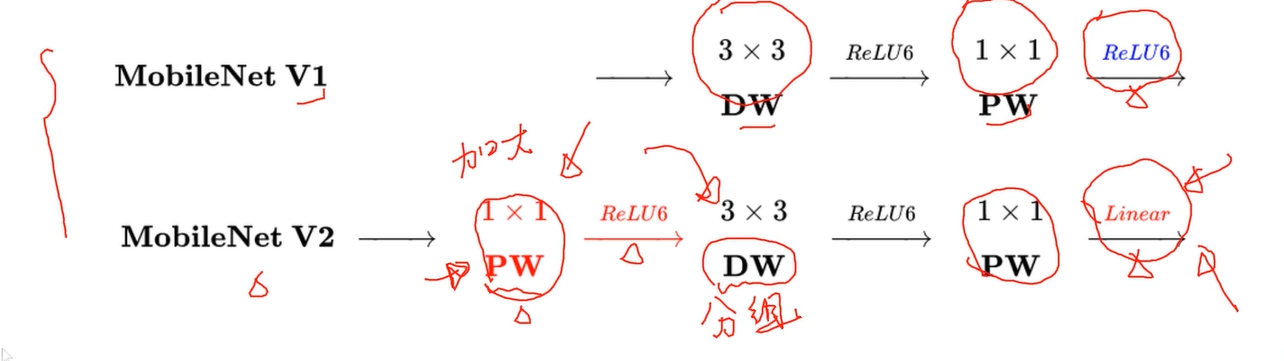 3 × 3 ReLU6 1 × 1 ReLU6
MobileNet V1
DW PW
加大
1 × 1 ReLU6 3 × 3 ReLU6 1 × 1 Linear
MobileNet V2
PW DW PW
分组